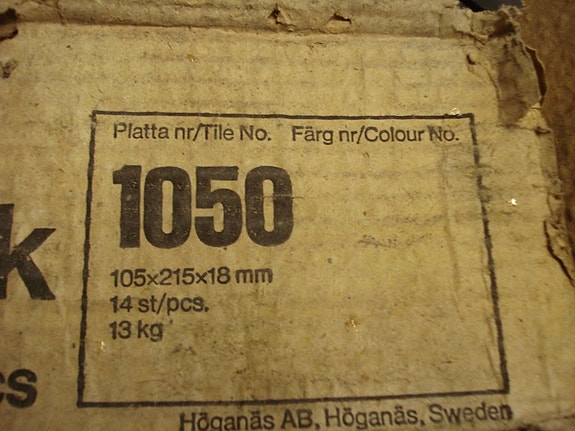 Platta nr/Tile No. Färg nr/Colour No.
1050
105×215×18 mm
14 st/pcs.
13 kg
k
cs
Höganäs AB, Höganäs, Sweden